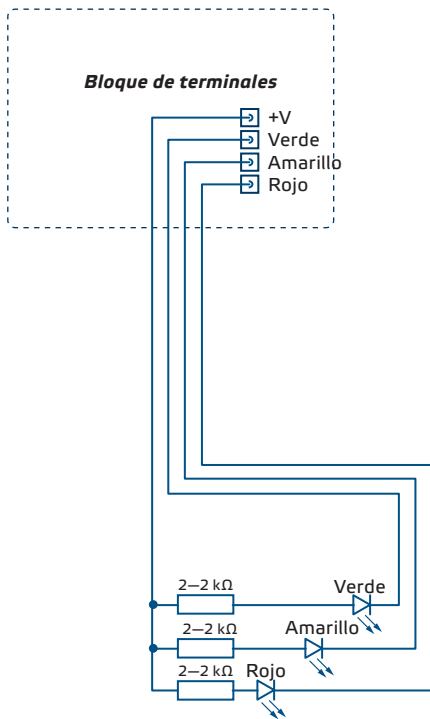 Bloque de terminales
+V
Verde
Amarillo
Rojo
2—2 kΩ
Verde
2—2 kΩ
Amarillo
2—2 kΩ
Rojo